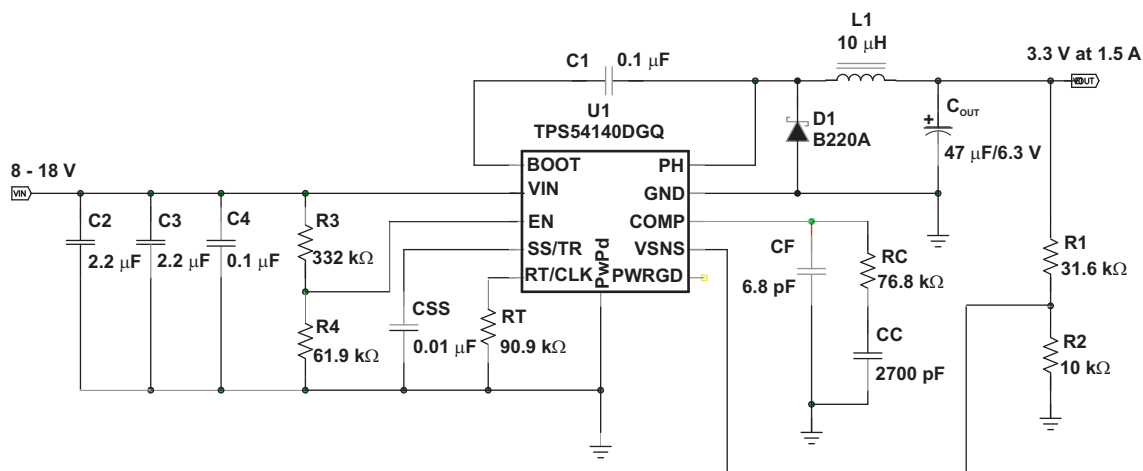 L1
10 μH
3.3 V at 1.5 A
C1
0.1 μF
U1
TPS54140DGQ
D1
B220A
C_OUT
+
47 μF/6.3 V
8 - 18 V
VIN
BOOT
VIN
EN
SS/TR
RT/CLK
PwPd
PH
GND
COMP
VSNS
PWRGD
C2
2.2 μF
C3
2.2 μF
C4
0.1 μF
R3
332 kΩ
R4
61.9 kΩ
CSS
0.01 μF
RT
90.9 kΩ
CF
6.8 pF
RC
76.8 kΩ
CC
2700 pF
R1
31.6 kΩ
R2
10 kΩ